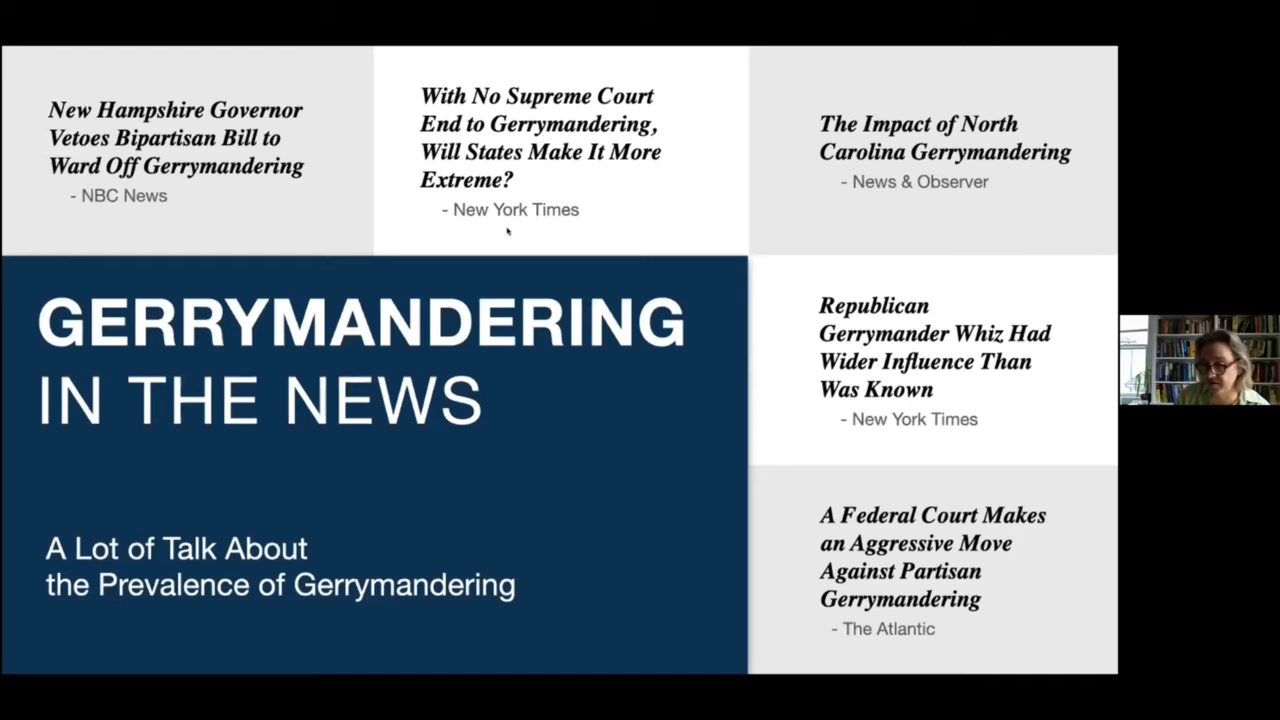 New Hampshire Governor
Vetoes Bipartisan Bill to
Ward Off Gerrymandering
- NBC News
With No Supreme Court
End to Gerrymandering,
Will States Make It More
Extreme?
- New York Times
The Impact of North
Carolina Gerrymandering
- News & Observer
GERRYMANDERING
IN THE NEWS
A Lot of Talk About
the Prevalence of Gerrymandering
Republican
Gerrymander Whiz Had
Wider Influence Than
Was Known
- New York Times
A Federal Court Makes
an Aggressive Move
Against Partisan
Gerrymandering
- The Atlantic